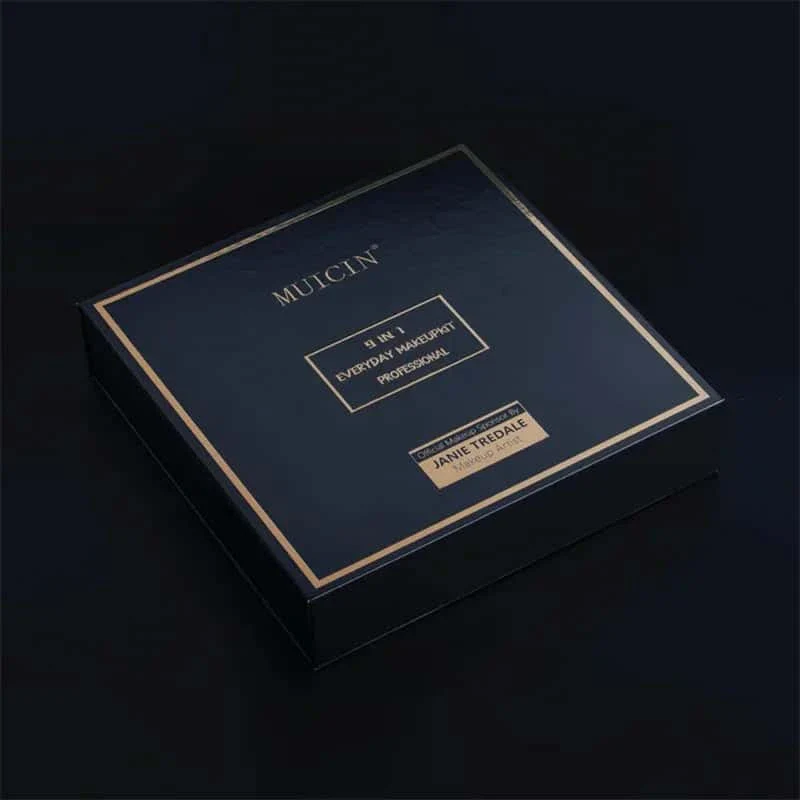 MUICIN®
9 IN 1
EVERYDAY MAKEUPKIT
PROFESSIONAL
Official Makeup Sponsor By
JANIE TREDALE
Makeup Artist